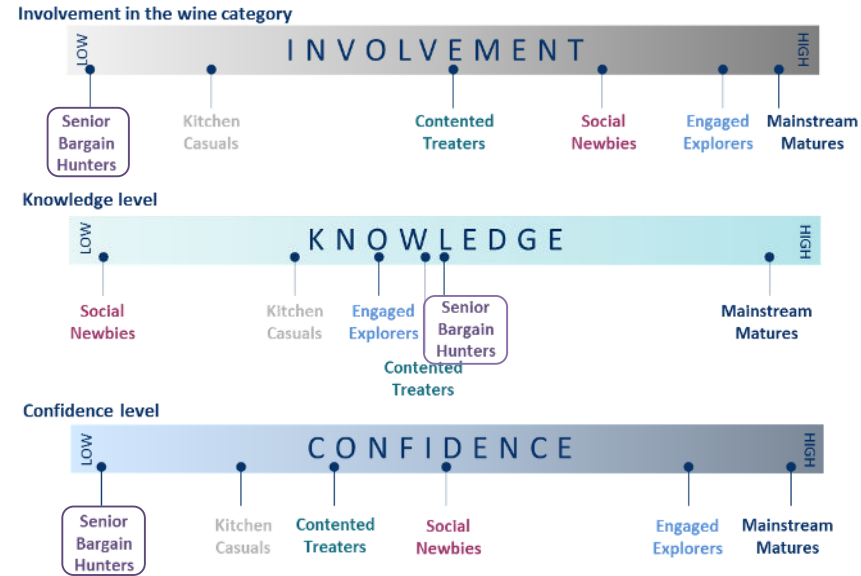 Involvement in the wine category
LOW
INVOLVEMENT
HIGH
Senior
Bargain
Hunters
Kitchen
Casuals
Contented
Treaters
Social
Newbies
Engaged
Explorers
Mainstream
Matures
Knowledge level
LOW
KNOWLEDGE
HIGH
Social
Newbies
Kitchen
Casuals
Engaged
Explorers
Senior
Bargain
Hunters
Contented
Treaters
Mainstream
Matures
Confidence level
LOW
CONFIDENCE
HIGH
Senior
Bargain
Hunters
Kitchen
Casuals
Contented
Treaters
Social
Newbies
Engaged
Explorers
Mainstream
Matures